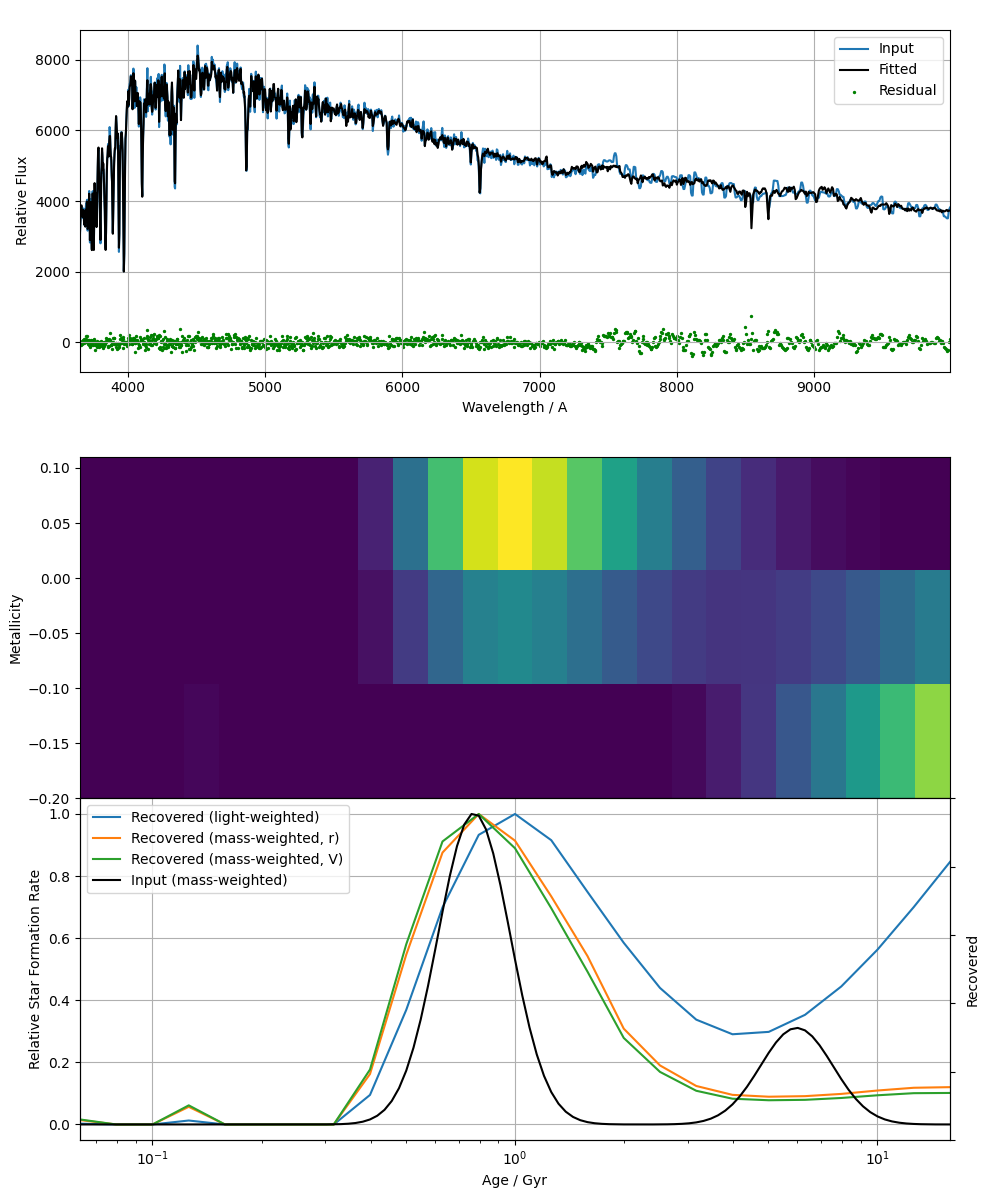 8000
6000
4000
2000
0
Relative Flux
Input
Fitted
Residual
4000 5000 6000 7000 8000 9000
Wavelength / A
0.10
0.05
0.00
−0.05
−0.10
−0.15
−0.20
Metallicity
1.0
0.8
0.6
0.4
0.2
0.0
Relative Star Formation Rate
Recovered (light-weighted)
Recovered (mass-weighted, r)
Recovered (mass-weighted, V)
Input (mass-weighted)
Recovered
10⁻¹ 10⁰ 10¹
Age / Gyr